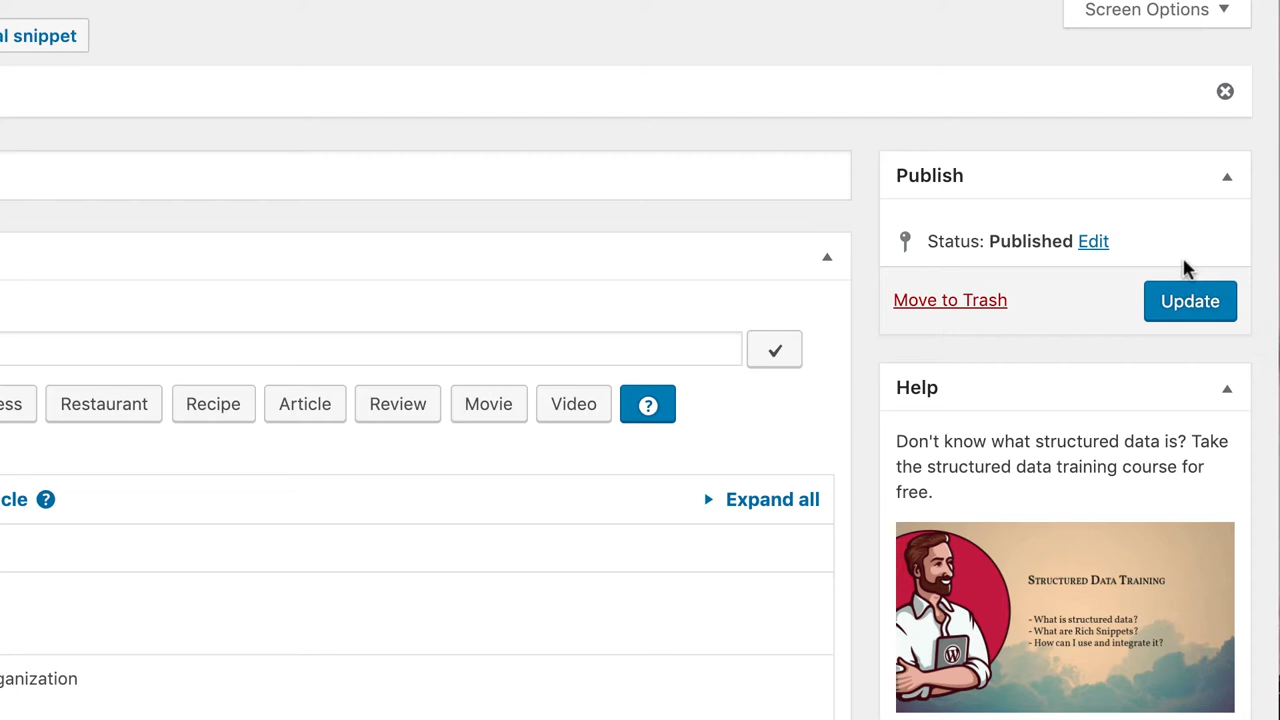 Screen Options
al snippet
Publish
Status: Published Edit
Move to Trash
Update
ess
Restaurant
Recipe
Article
Review
Movie
Video
?
Help
Don't know what structured data is? Take
the structured data training course for
free.
cle ?
Expand all
STRUCTURED DATA TRAINING
- What is structured data?
- What are Rich Snippets?
- How can I use and integrate it?
W
ganization